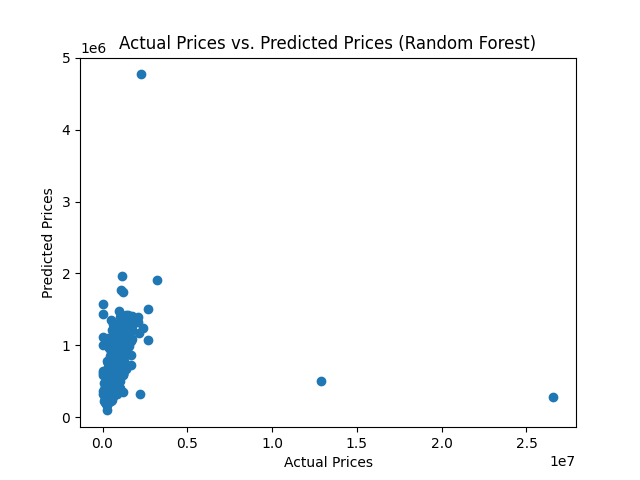 Actual Prices vs. Predicted Prices (Random Forest)
1e6
5
4
3
2
1
0
Predicted Prices
0.0 0.5 1.0 1.5 2.0 2.5
Actual Prices
1e7